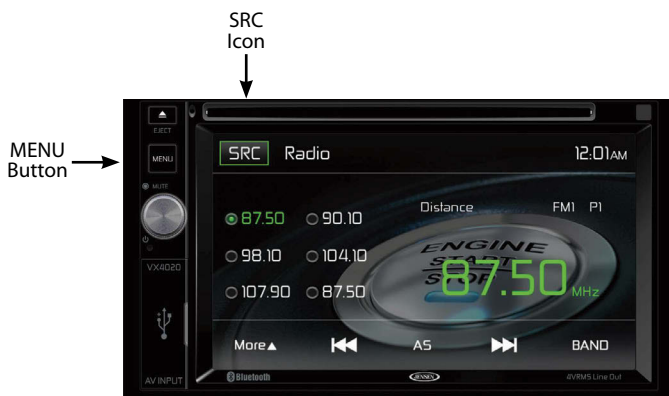 SRC
Icon
MENU
Button
EJECT
MENU
MUTE
VX4020
AV INPUT
SRC Radio 12:01AM
Distance FM1 P1
87.50 90.10
98.10 104.10
107.90 87.50
ENGINE
START
STOP
87.50 MHz
More▲ AS BAND
Bluetooth JENSEN 4VRMS Line Out